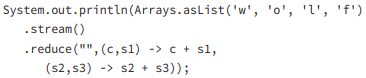 System.out.println(Arrays.asList('w', 'o', 'l', 'f')
.stream()
.reduce("",(c,s1) -> c + s1,
(s2,s3) -> s2 + s3));